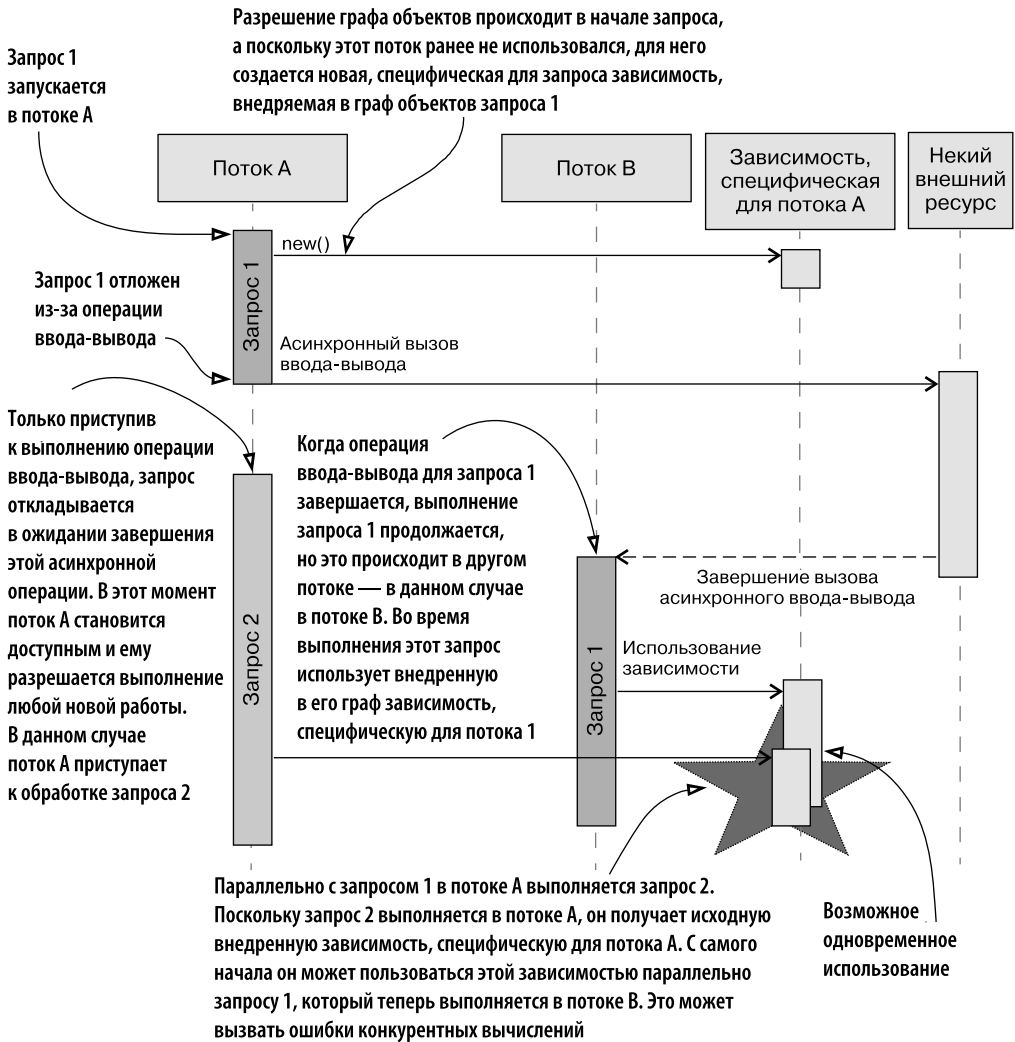 Разрешение графа объектов происходит в начале запроса,
а поскольку этот поток ранее не использовался, для него
создается новая, специфическая для запроса зависимость,
внедряемая в граф объектов запроса 1
Запрос 1
запускается
в потоке A
Поток A
Поток B
Зависимость,
специфическая
для потока A
Некий
внешний
ресурс
new()
Запрос 1
Запрос 1 отложен
из-за операции
ввода-вывода
Асинхронный вызов
ввода-вывода
Только приступив
к выполнению операции
ввода-вывода, запрос
откладывается
в ожидании завершения
этой асинхронной
операции. В этот момент
поток A становится
доступным и ему
разрешается выполнение
любой новой работы.
В данном случае
поток A приступает
к обработке запроса 2
Запрос 2
Когда операция
ввода-вывода для запроса 1
завершается, выполнение
запроса 1 продолжается,
но это происходит в другом
потоке — в данном случае
в потоке B. Во время
выполнения этот запрос
использует внедренную
в его граф зависимость,
специфическую для потока 1
Запрос 1
Завершение вызова
асинхронного ввода-вывода
Использование
зависимости
Параллельно с запросом 1 в потоке A выполняется запрос 2.
Поскольку запрос 2 выполняется в потоке A, он получает исходную
внедренную зависимость, специфическую для потока A. С самого
начала он может пользоваться этой зависимостью параллельно
запросу 1, который теперь выполняется в потоке B. Это может
вызвать ошибки конкурентных вычислений
Возможное
одновременное
использование